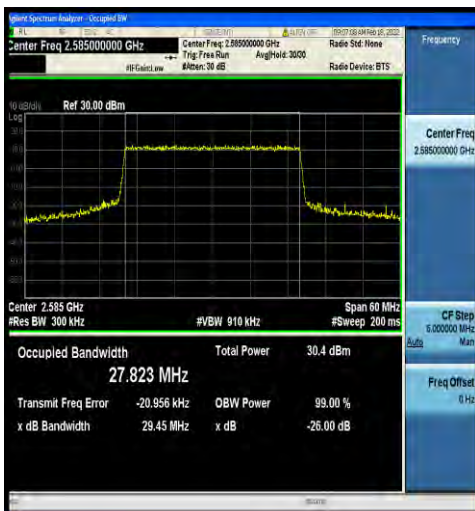 Agilent Spectrum Analyzer - Occupied BW
Center Freq 2.585000000 GHz
#IFGain:Low
Center Freq: 2.585000000 GHz
Trig: Free Run Avg|Hold: 30/30
#Atten: 30 dB
Radio Std: None
Radio Device: BTS
Frequency
10 dB/div Ref 30.00 dBm
Log
Center Freq
2.585000000 GHz
Center 2.585 GHz
Span 60 MHz
#Res BW 300 kHz
#VBW 910 kHz
#Sweep 200 ms
CF Step
6.000000 MHz
Auto Man
Occupied Bandwidth
27.823 MHz
Total Power 30.4 dBm
Transmit Freq Error -20.956 kHz
OBW Power 99.00 %
x dB Bandwidth 29.45 MHz
x dB -26.00 dB
Freq Offset
0 Hz